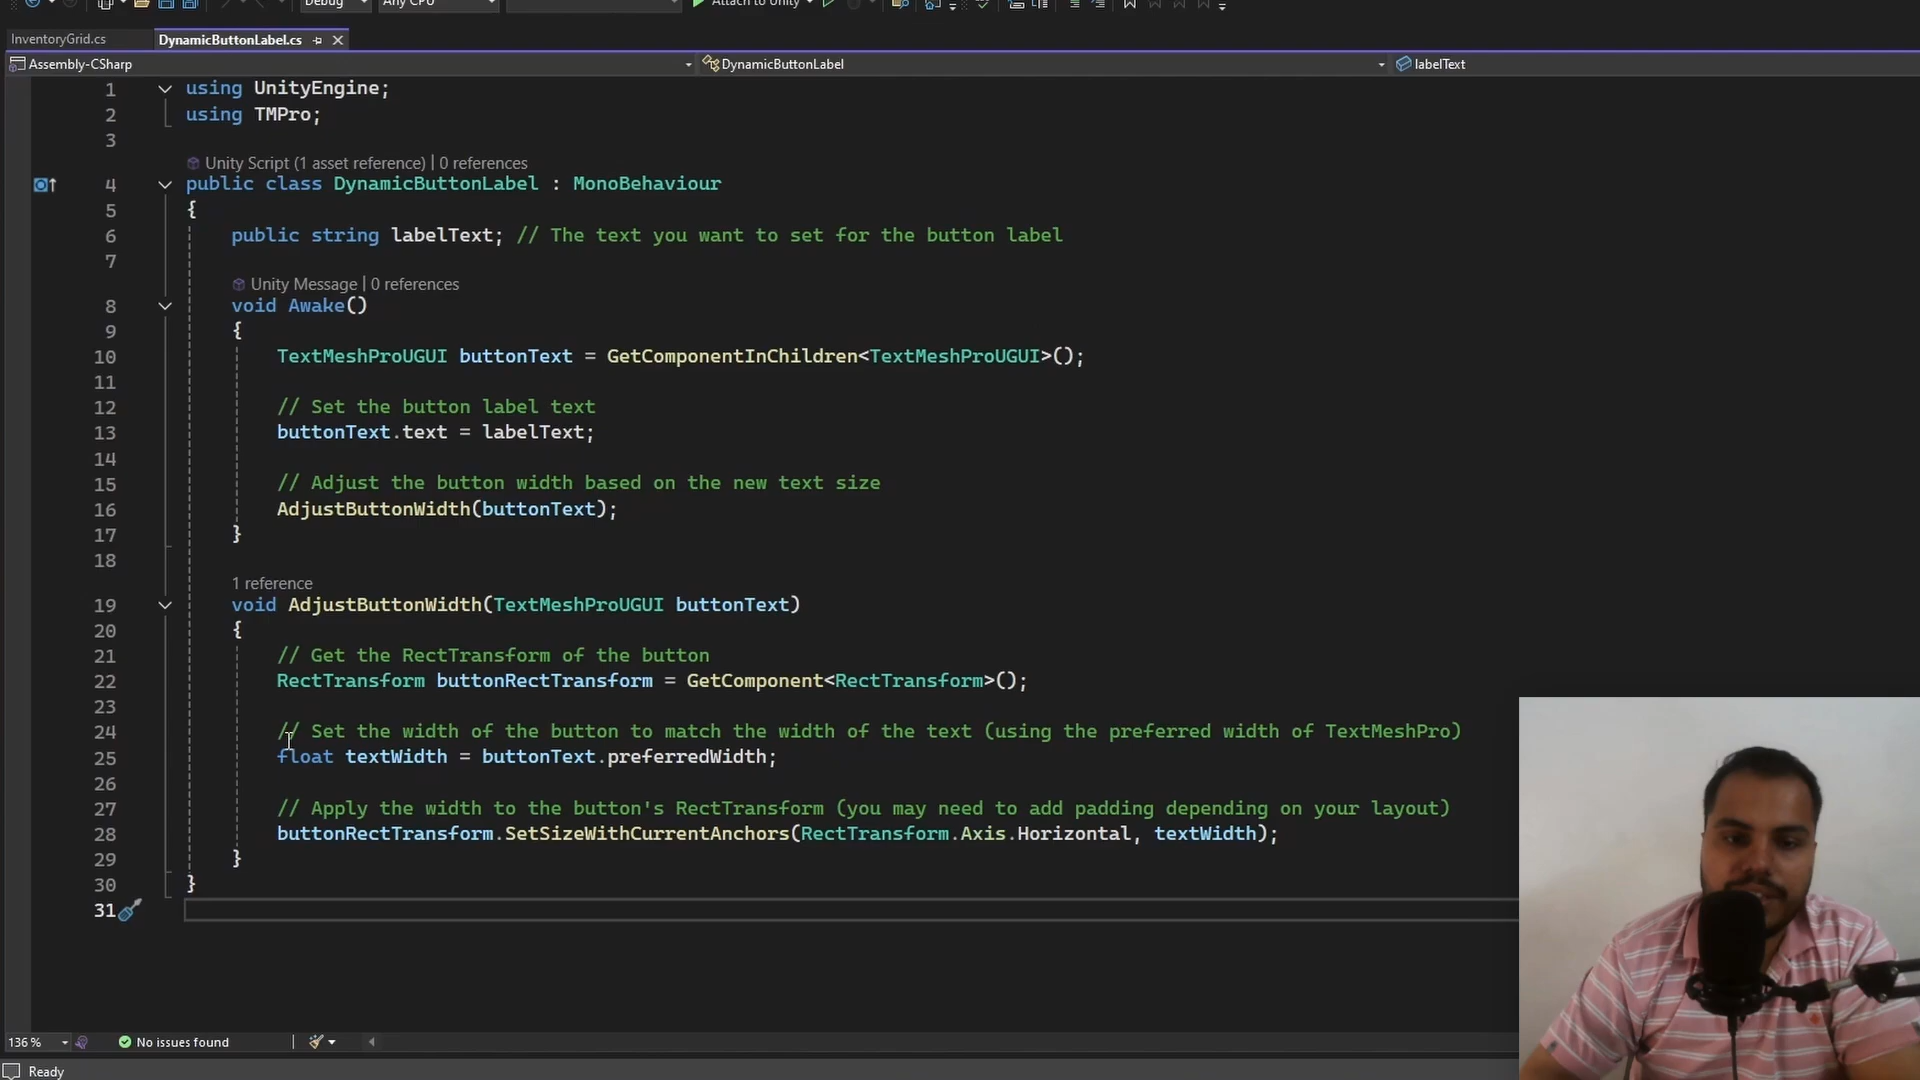 Debug Any CPU Attach to Unity
InventoryGrid.cs DynamicButtonLabel.cs
Assembly-CSharp DynamicButtonLabel labelText
1 using UnityEngine;
2 using TMPro;
3
Unity Script (1 asset reference) | 0 references
4 public class DynamicButtonLabel : MonoBehaviour
5 {
6 public string labelText; // The text you want to set for the button label
7
Unity Message | 0 references
8 void Awake()
9 {
10 TextMeshProUGUI buttonText = GetComponentInChildren<TextMeshProUGUI>();
11
12 // Set the button label text
13 buttonText.text = labelText;
14
15 // Adjust the button width based on the new text size
16 AdjustButtonWidth(buttonText);
17 }
18
1 reference
19 void AdjustButtonWidth(TextMeshProUGUI buttonText)
20 {
21 // Get the RectTransform of the button
22 RectTransform buttonRectTransform = GetComponent<RectTransform>();
23
24 // Set the width of the button to match the width of the text (using the preferred width of TextMeshPro)
25 float textWidth = buttonText.preferredWidth;
26
27 // Apply the width to the button's RectTransform (you may need to add padding depending on your layout)
28 buttonRectTransform.SetSizeWithCurrentAnchors(RectTransform.Axis.Horizontal, textWidth);
29 }
30 }
31
136 % No issues found
Ready